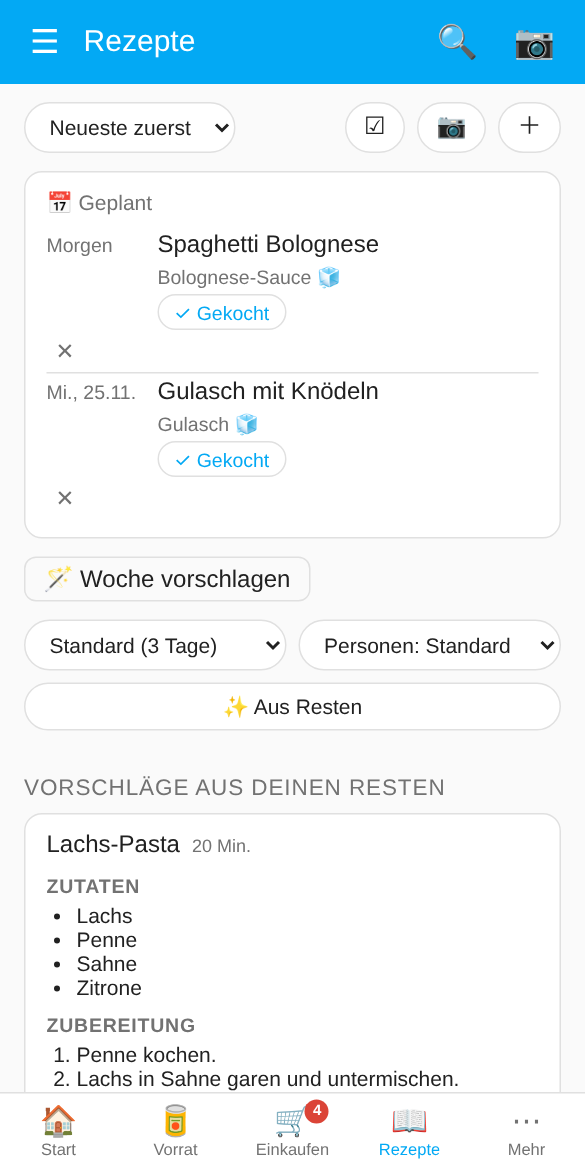 ☰ Rezepte 🔍 📷
Neueste zuerst ☑ 📷 +
📅 Geplant
Morgen Spaghetti Bolognese
Bolognese-Sauce 🧊
✓ Gekocht
✕
Mi., 25.11. Gulasch mit Knödeln
Gulasch 🧊
✓ Gekocht
✕
🪄 Woche vorschlagen
Standard (3 Tage) Personen: Standard
✨ Aus Resten
VORSCHLÄGE AUS DEINEN RESTEN
Lachs-Pasta 20 Min.
ZUTATEN
• Lachs
• Penne
• Sahne
• Zitrone
ZUBEREITUNG
1. Penne kochen.
2. Lachs in Sahne garen und untermischen.
4
Start Vorrat Einkaufen Rezepte Mehr